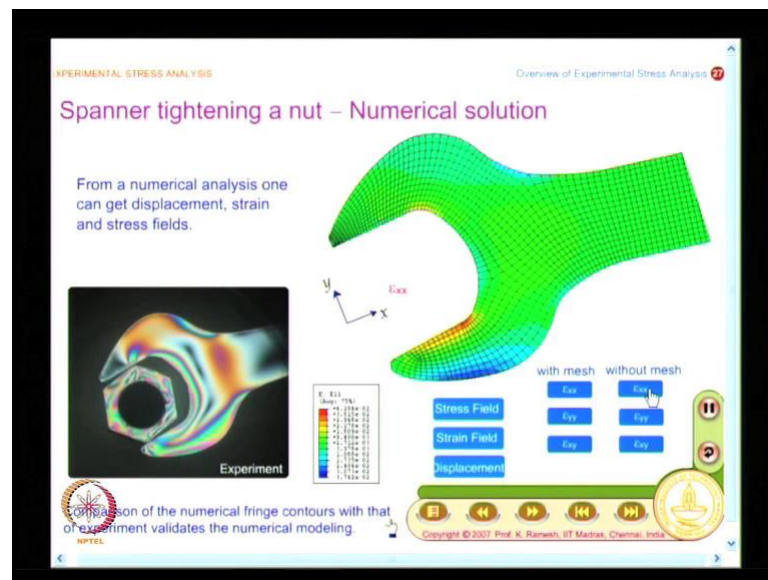 XPERIMENTAL STRESS ANALYSIS
Overview of Experimental Stress Analysis 27
Spanner tightening a nut – Numerical solution
From a numerical analysis one
can get displacement, strain
and stress fields.
y
x
εxx
Experiment
E, E11
(Avg: 75%)
with mesh without mesh
εxx εxx
εyy εyy
εxy εxy
Stress Field
Strain Field
Displacement
Comparison of the numerical fringe contours with that
of experiment validates the numerical modeling.
NPTEL
Copyright © 2007 Prof. K. Ramesh, IIT Madras, Chennai, India